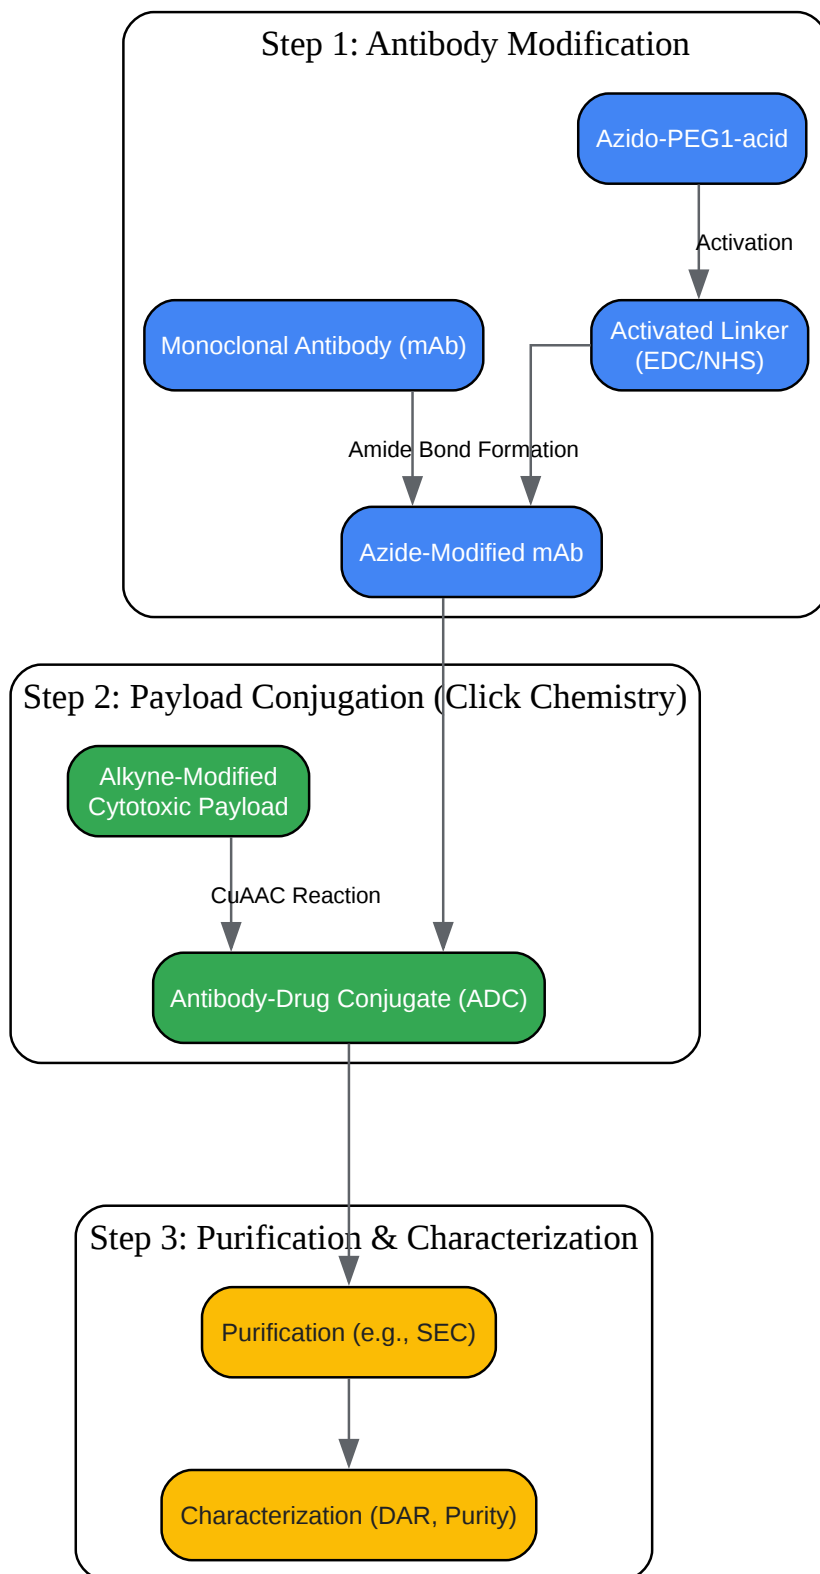 Step 1: Antibody Modification
Azido-PEG1-acid
Activation
Monoclonal Antibody (mAb)
Activated Linker
(EDC/NHS)
Amide Bond Formation
Azide-Modified mAb
Step 2: Payload Conjugation (Click Chemistry)
Alkyne-Modified
Cytotoxic Payload
CuAAC Reaction
Antibody-Drug Conjugate (ADC)
Step 3: Purification & Characterization
Purification (e.g., SEC)
Characterization (DAR, Purity)